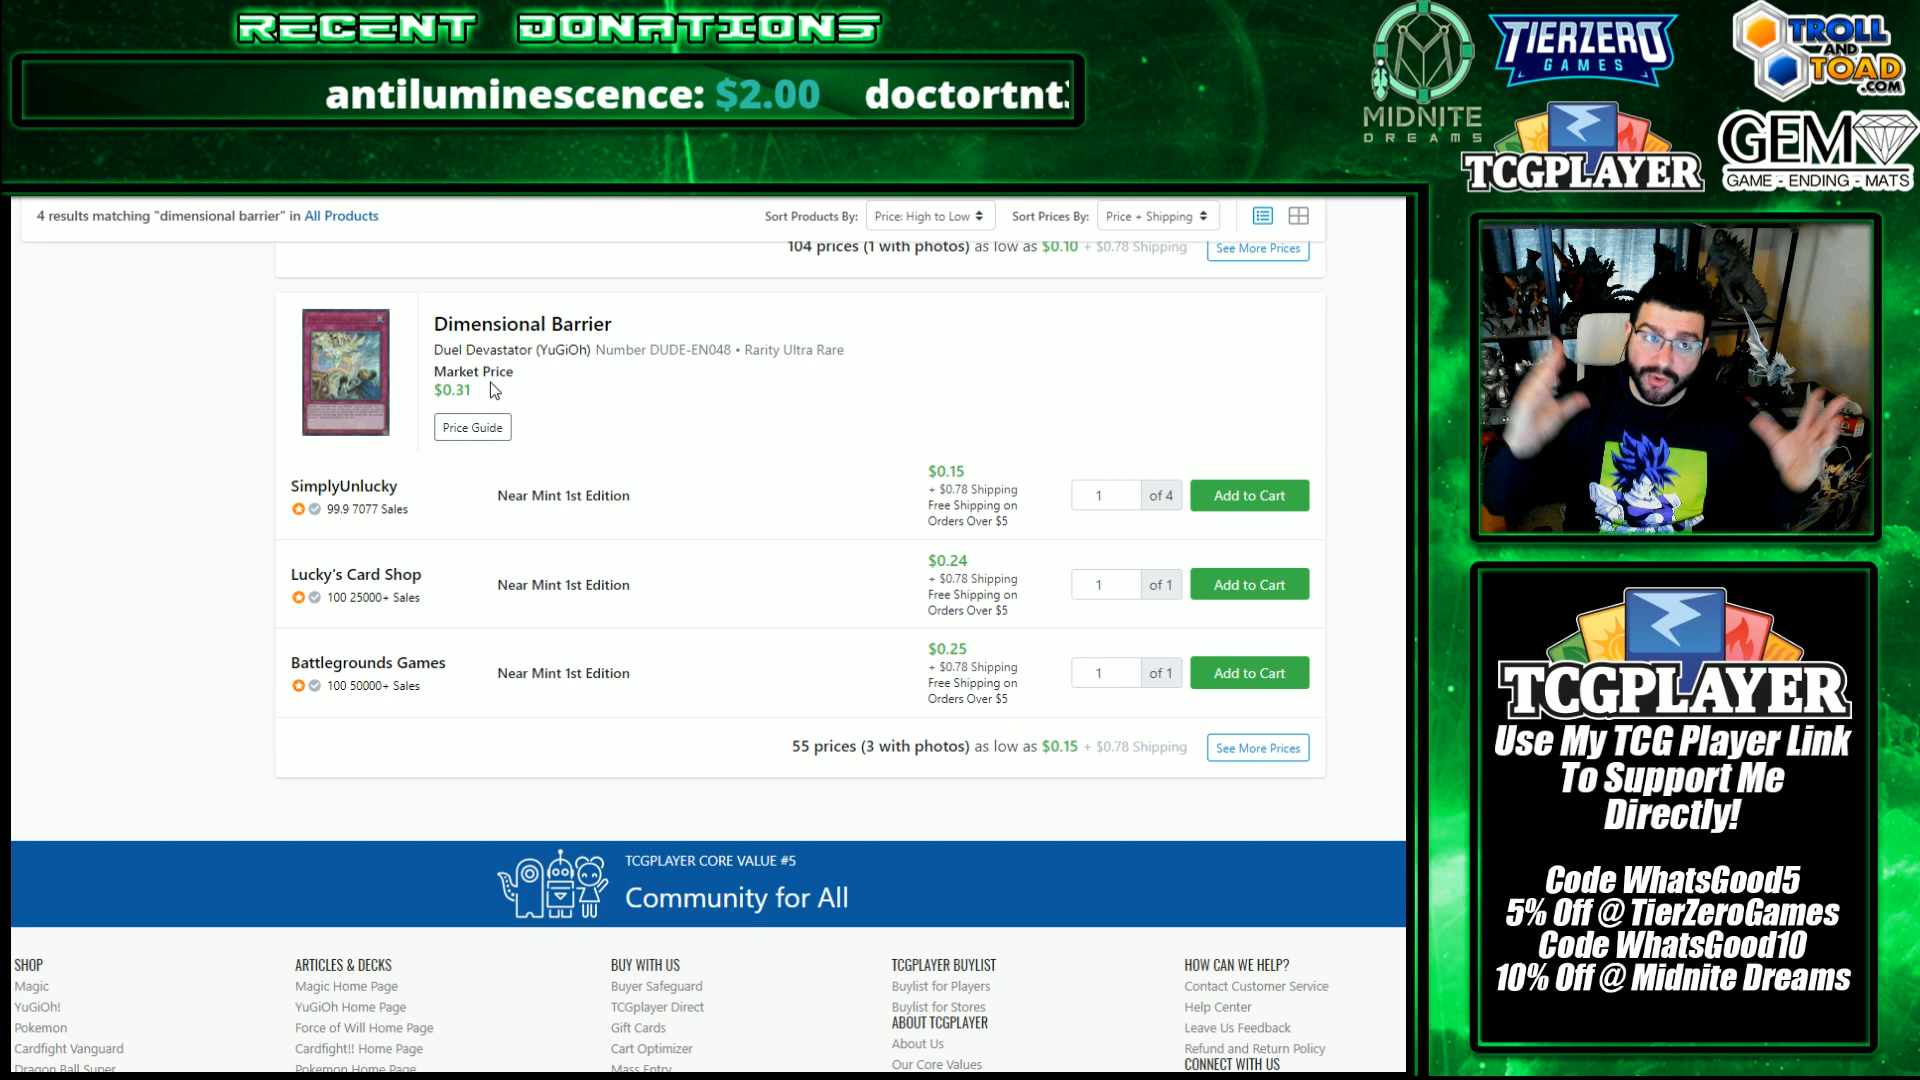 RECENT DONATIONS
antiluminescence: $2.00 doctortnt
MIDNITE
DREAMS
TIERZERO
GAMES
TROLL
AND
TOAD
.COM
TCGPLAYER
GEM
GAME - ENDING - MATS
4 results matching "dimensional barrier" in All Products
Sort Products By: Price: High to Low
Sort Prices By: Price + Shipping
104 prices (1 with photos) as low as $0.10 + $0.78 Shipping
See More Prices
Dimensional Barrier
Duel Devastator (YuGiOh) Number DUDE-EN048 • Rarity Ultra Rare
Market Price
$0.31
Price Guide
SimplyUnlucky
99.9 7077 Sales
Near Mint 1st Edition
$0.15
+ $0.78 Shipping
Free Shipping on
Orders Over $5
1 of 4
Add to Cart
Lucky's Card Shop
100 25000+ Sales
Near Mint 1st Edition
$0.24
+ $0.78 Shipping
Free Shipping on
Orders Over $5
1 of 1
Add to Cart
Battlegrounds Games
100 50000+ Sales
Near Mint 1st Edition
$0.25
+ $0.78 Shipping
Free Shipping on
Orders Over $5
1 of 1
Add to Cart
55 prices (3 with photos) as low as $0.15 + $0.78 Shipping
See More Prices
TCGPLAYER CORE VALUE #5
Community for All
SHOP
Magic
YuGiOh!
Pokemon
Cardfight Vanguard
Dragon Ball Super
ARTICLES & DECKS
Magic Home Page
YuGiOh Home Page
Force of Will Home Page
Cardfight!! Home Page
Pokemon Home Page
BUY WITH US
Buyer Safeguard
TCGplayer Direct
Gift Cards
Cart Optimizer
Mass Entry
TCGPLAYER BUYLIST
Buylist for Players
Buylist for Stores
ABOUT TCGPLAYER
About Us
Our Core Values
HOW CAN WE HELP?
Contact Customer Service
Help Center
Leave Us Feedback
Refund and Return Policy
CONNECT WITH US
TCGPLAYER
Use My TCG Player Link
To Support Me
Directly!
Code WhatsGood5
5% Off @ TierZeroGames
Code WhatsGood10
10% Off @ Midnite Dreams